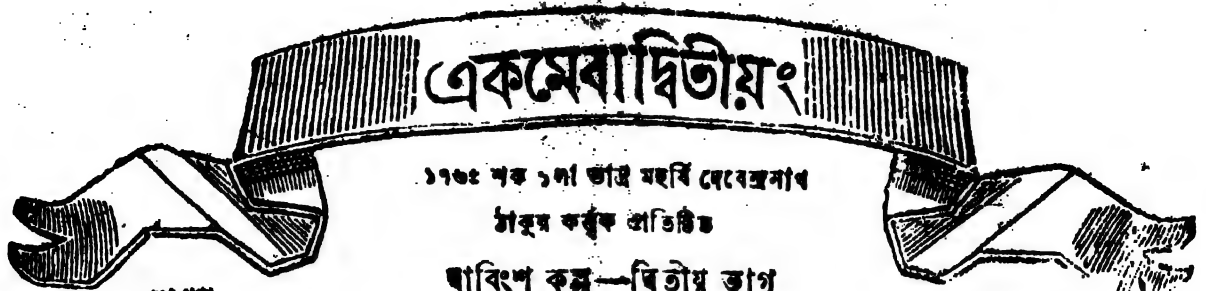 একমেবাদ্বিতীয়ং
১৭৬৫ শক ১লা ভাদ্র মহর্ষি দেবেন্দ্রনাথ
ঠাকুর কর্ত্তৃক প্রতিষ্ঠিত
দ্বাবিংশ কল্প—দ্বিতীয় ভাগ